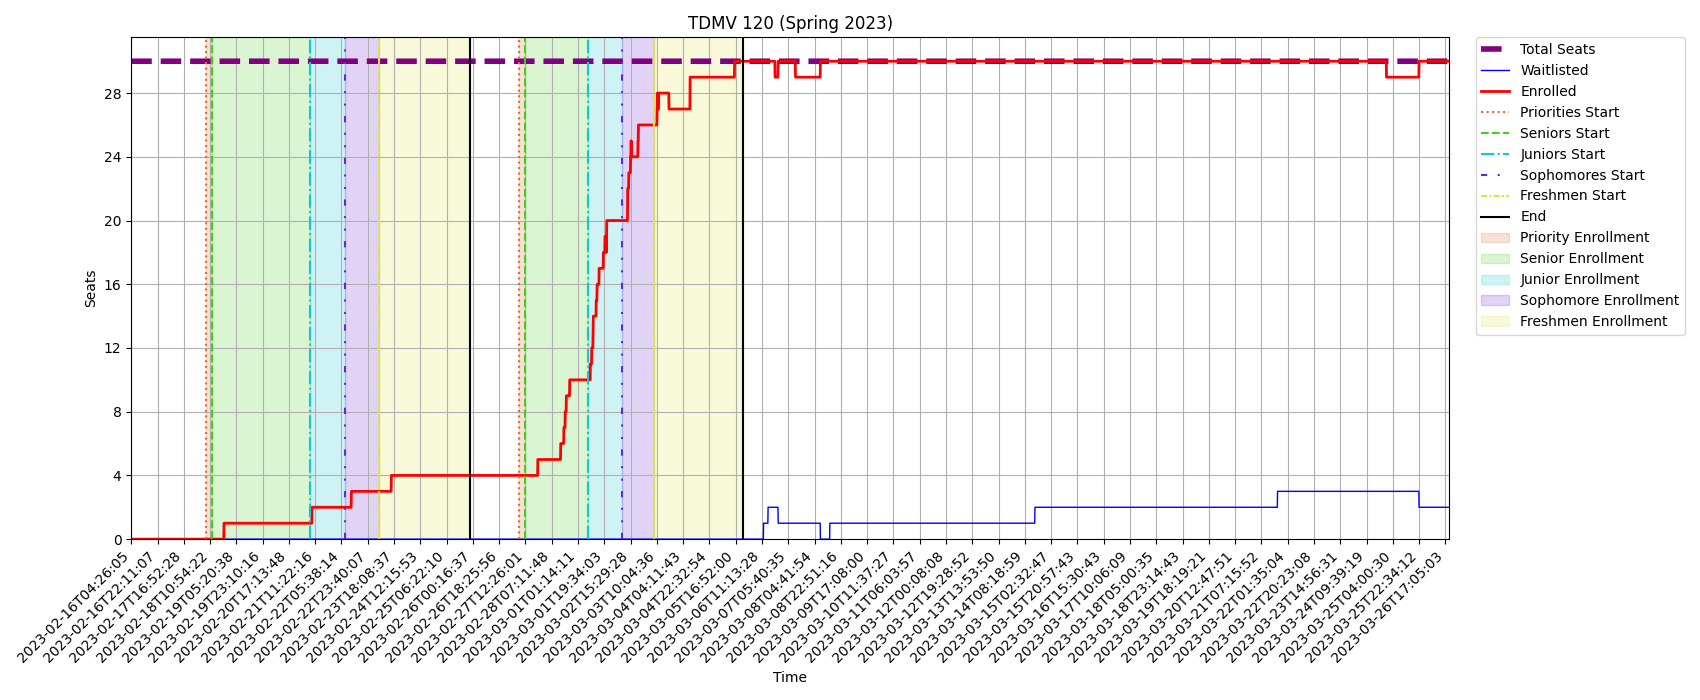 TDMV 120 (Spring 2023)
Seats
28
24
20
16
12
8
4
0
2023-02-16T04:26:05
2023-02-16T22:11:07
2023-02-17T16:52:28
2023-02-18T10:54:22
2023-02-19T05:20:38
2023-02-19T23:10:16
2023-02-20T17:13:48
2023-02-21T11:22:16
2023-02-22T05:38:14
2023-02-22T23:40:07
2023-02-23T18:08:37
2023-02-24T12:15:53
2023-02-25T06:22:10
2023-02-26T00:16:37
2023-02-26T18:25:56
2023-02-27T12:26:01
2023-02-28T07:11:48
2023-03-01T01:14:11
2023-03-01T19:34:03
2023-03-02T15:29:28
2023-03-03T10:04:36
2023-03-04T04:11:43
2023-03-04T22:32:54
2023-03-05T16:52:00
2023-03-06T11:13:28
2023-03-07T05:40:35
2023-03-08T04:41:54
2023-03-08T22:51:16
2023-03-09T17:08:00
2023-03-10T11:37:27
2023-03-11T06:03:57
2023-03-12T00:08:08
2023-03-12T19:28:52
2023-03-13T13:53:50
2023-03-14T08:18:59
2023-03-15T02:32:47
2023-03-15T20:57:43
2023-03-16T15:30:43
2023-03-17T10:06:09
2023-03-18T05:00:35
2023-03-18T23:14:43
2023-03-19T18:19:21
2023-03-20T12:47:51
2023-03-21T07:15:52
2023-03-22T01:35:04
2023-03-22T20:23:08
2023-03-23T14:56:31
2023-03-24T09:39:19
2023-03-25T04:00:30
2023-03-25T22:34:12
2023-03-26T17:05:03
Time
Total Seats
Waitlisted
Enrolled
Priorities Start
Seniors Start
Juniors Start
Sophomores Start
Freshmen Start
End
Priority Enrollment
Senior Enrollment
Junior Enrollment
Sophomore Enrollment
Freshmen Enrollment